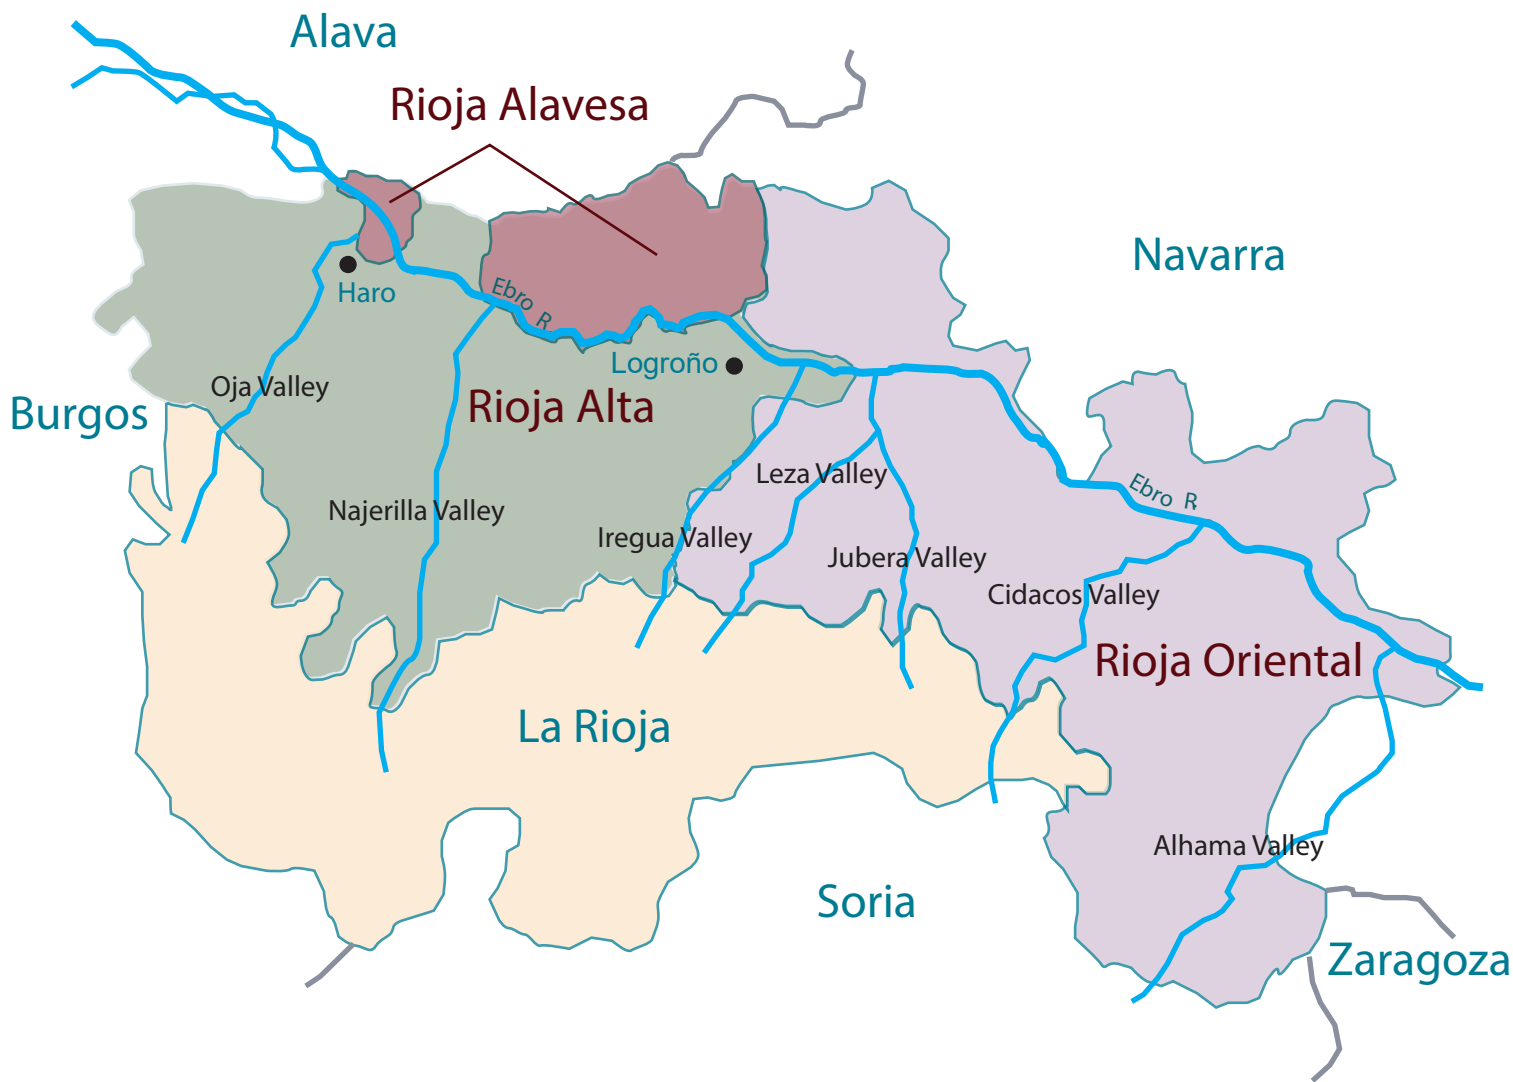 Alava
Rioja Alavesa
Navarra
Haro
Ebro R.
Logroño
Oja Valley
Burgos
Rioja Alta
Leza Valley
Ebro R.
Najerilla Valley
Iregua Valley
Jubera Valley
Cidacos Valley
Rioja Oriental
La Rioja
Alhama Valley
Soria
Zaragoza